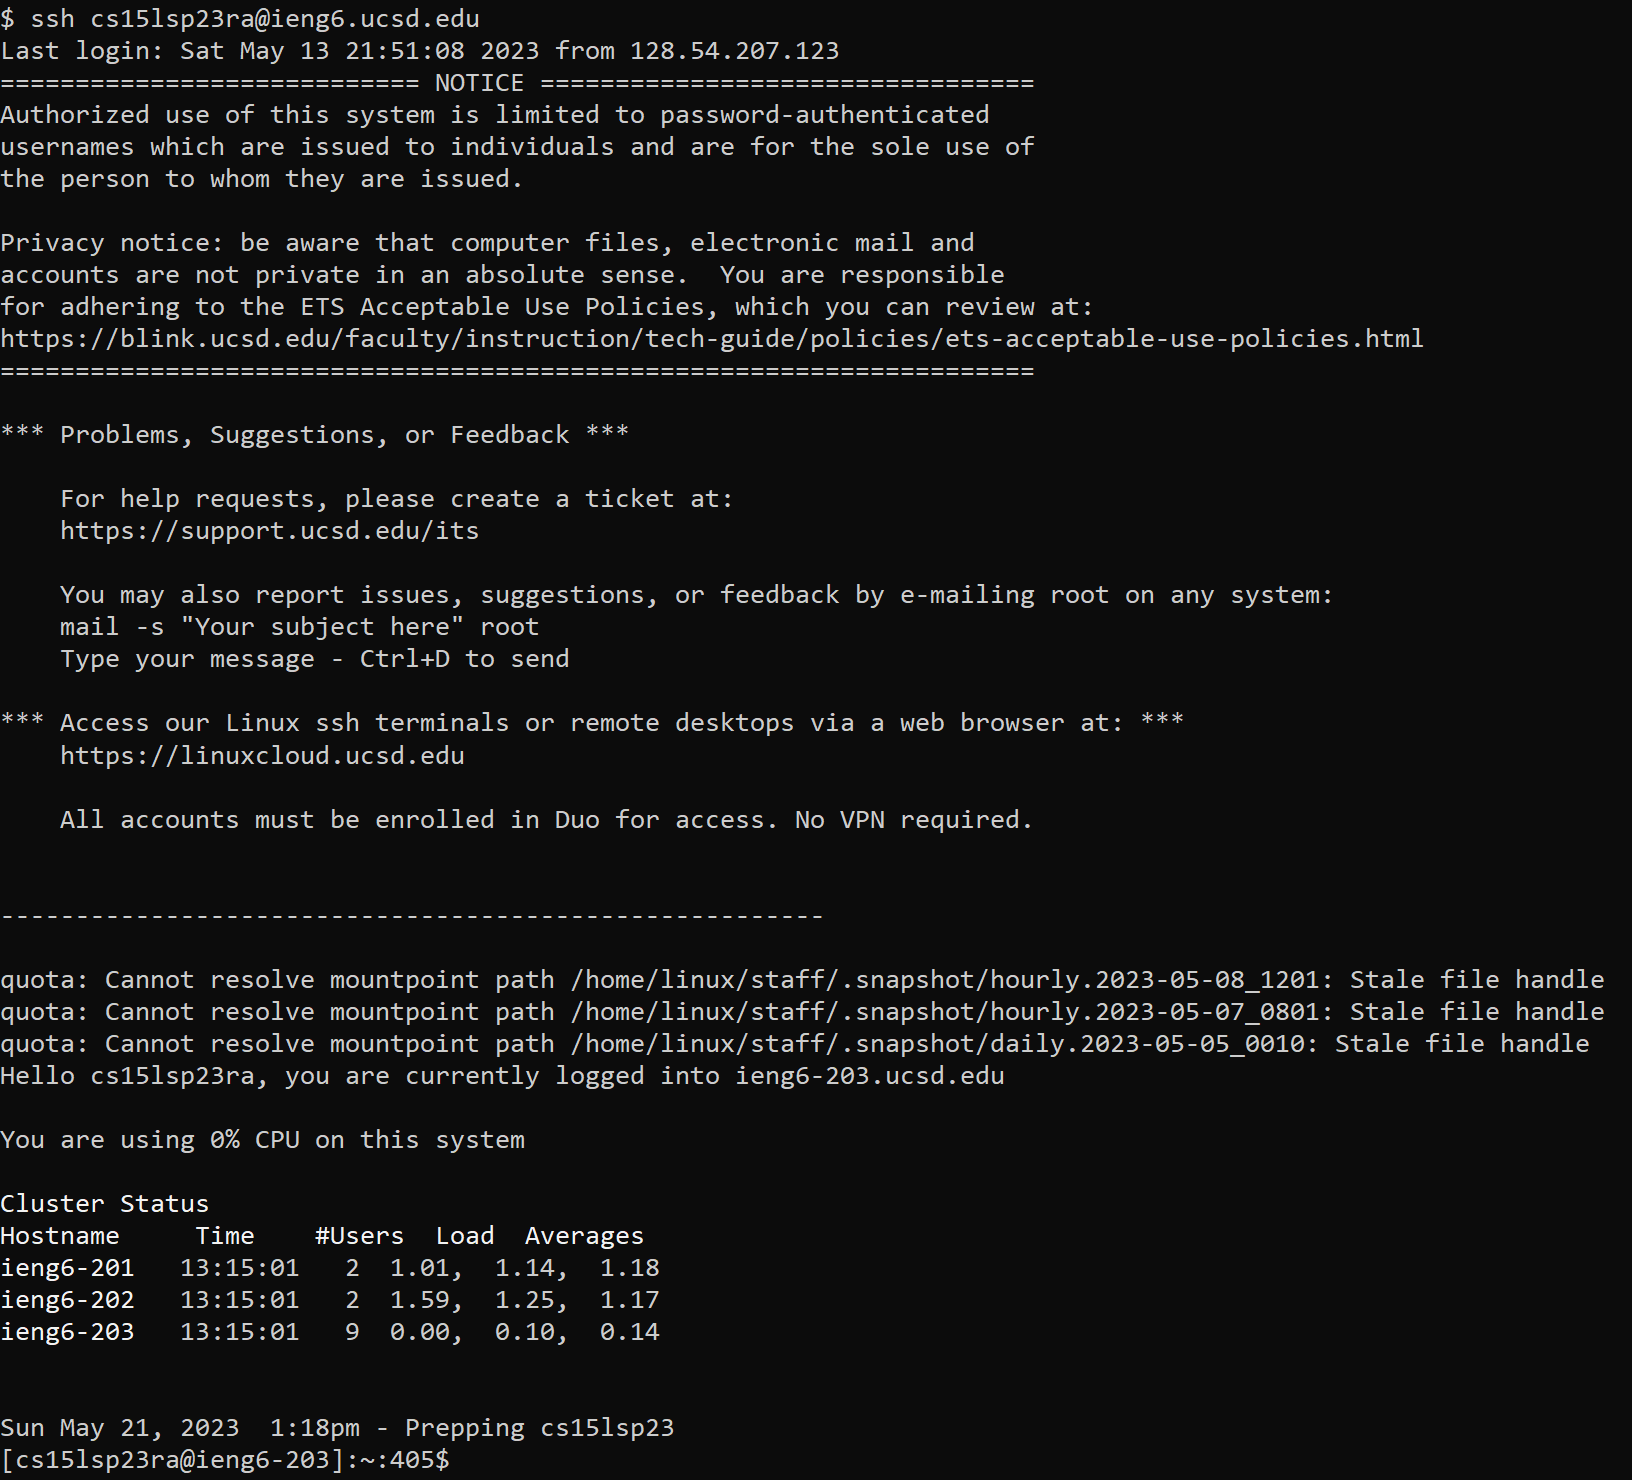 $ ssh cs15lsp23ra@ieng6.ucsd.edu
Last login: Sat May 13 21:51:08 2023 from 128.54.207.123
============================ NOTICE =================================
Authorized use of this system is limited to password-authenticated
usernames which are issued to individuals and are for the sole use of
the person to whom they are issued.

Privacy notice: be aware that computer files, electronic mail and
accounts are not private in an absolute sense.  You are responsible
for adhering to the ETS Acceptable Use Policies, which you can review at:
https://blink.ucsd.edu/faculty/instruction/tech-guide/policies/ets-acceptable-use-policies.html
=====================================================================

*** Problems, Suggestions, or Feedback ***

    For help requests, please create a ticket at:
    https://support.ucsd.edu/its

    You may also report issues, suggestions, or feedback by e-mailing root on any system:
    mail -s "Your subject here" root
    Type your message - Ctrl+D to send

*** Access our Linux ssh terminals or remote desktops via a web browser at: ***
    https://linuxcloud.ucsd.edu

    All accounts must be enrolled in Duo for access. No VPN required.


-------------------------------------------------------

quota: Cannot resolve mountpoint path /home/linux/staff/.snapshot/hourly.2023-05-08_1201: Stale file handle
quota: Cannot resolve mountpoint path /home/linux/staff/.snapshot/hourly.2023-05-07_0801: Stale file handle
quota: Cannot resolve mountpoint path /home/linux/staff/.snapshot/daily.2023-05-05_0010: Stale file handle
Hello cs15lsp23ra, you are currently logged into ieng6-203.ucsd.edu

You are using 0% CPU on this system

Cluster Status
Hostname     Time    #Users  Load  Averages
ieng6-201   13:15:01   2  1.01,  1.14,  1.18
ieng6-202   13:15:01   2  1.59,  1.25,  1.17
ieng6-203   13:15:01   9  0.00,  0.10,  0.14


Sun May 21, 2023  1:18pm - Prepping cs15lsp23
[cs15lsp23ra@ieng6-203]:~:405$